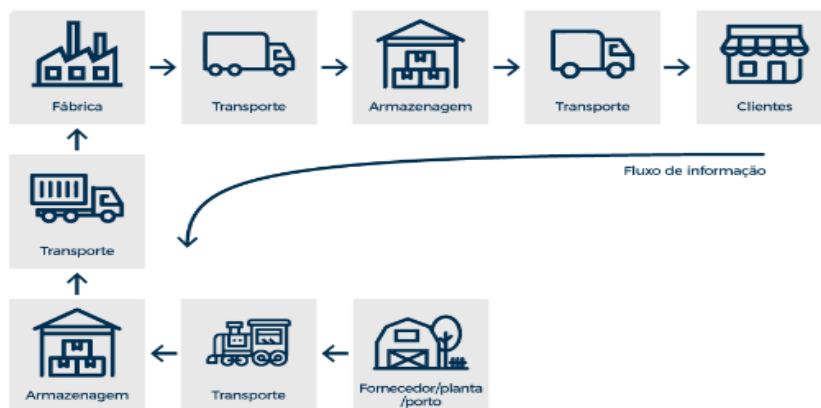 Fábrica
Transporte
Armazenagem
Transporte
Clientes
Fluxo de informação
Transporte
Armazenagem
Transporte
Fornecedor/planta
/porto